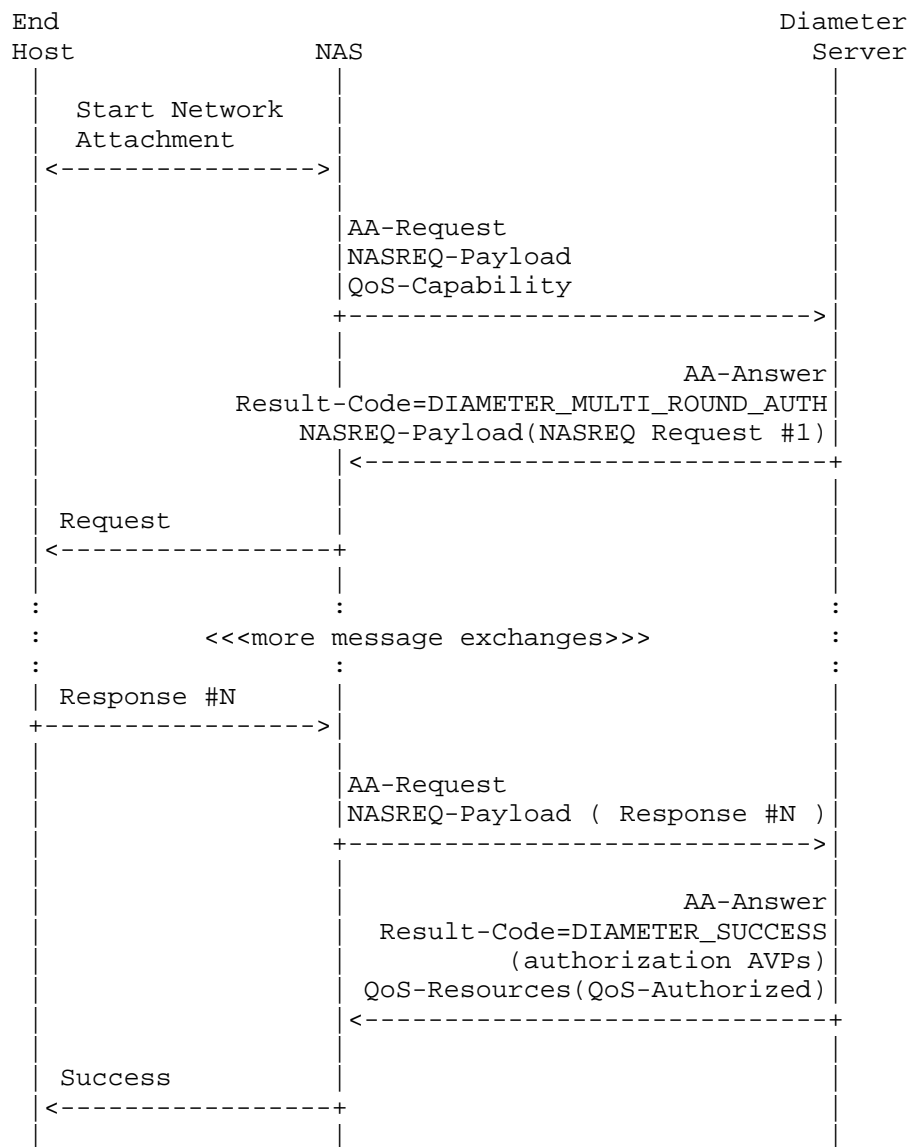 End Diameter
Host NAS Server
Start Network
Attachment
AA-Request
NASREQ-Payload
QoS-Capability
AA-Answer
Result-Code=DIAMETER_MULTI_ROUND_AUTH
NASREQ-Payload(NASREQ Request #1)
Request
<<<more message exchanges>>>
Response #N
AA-Request
NASREQ-Payload ( Response #N )
AA-Answer
Result-Code=DIAMETER_SUCCESS
(authorization AVPs)
QoS-Resources(QoS-Authorized)
Success